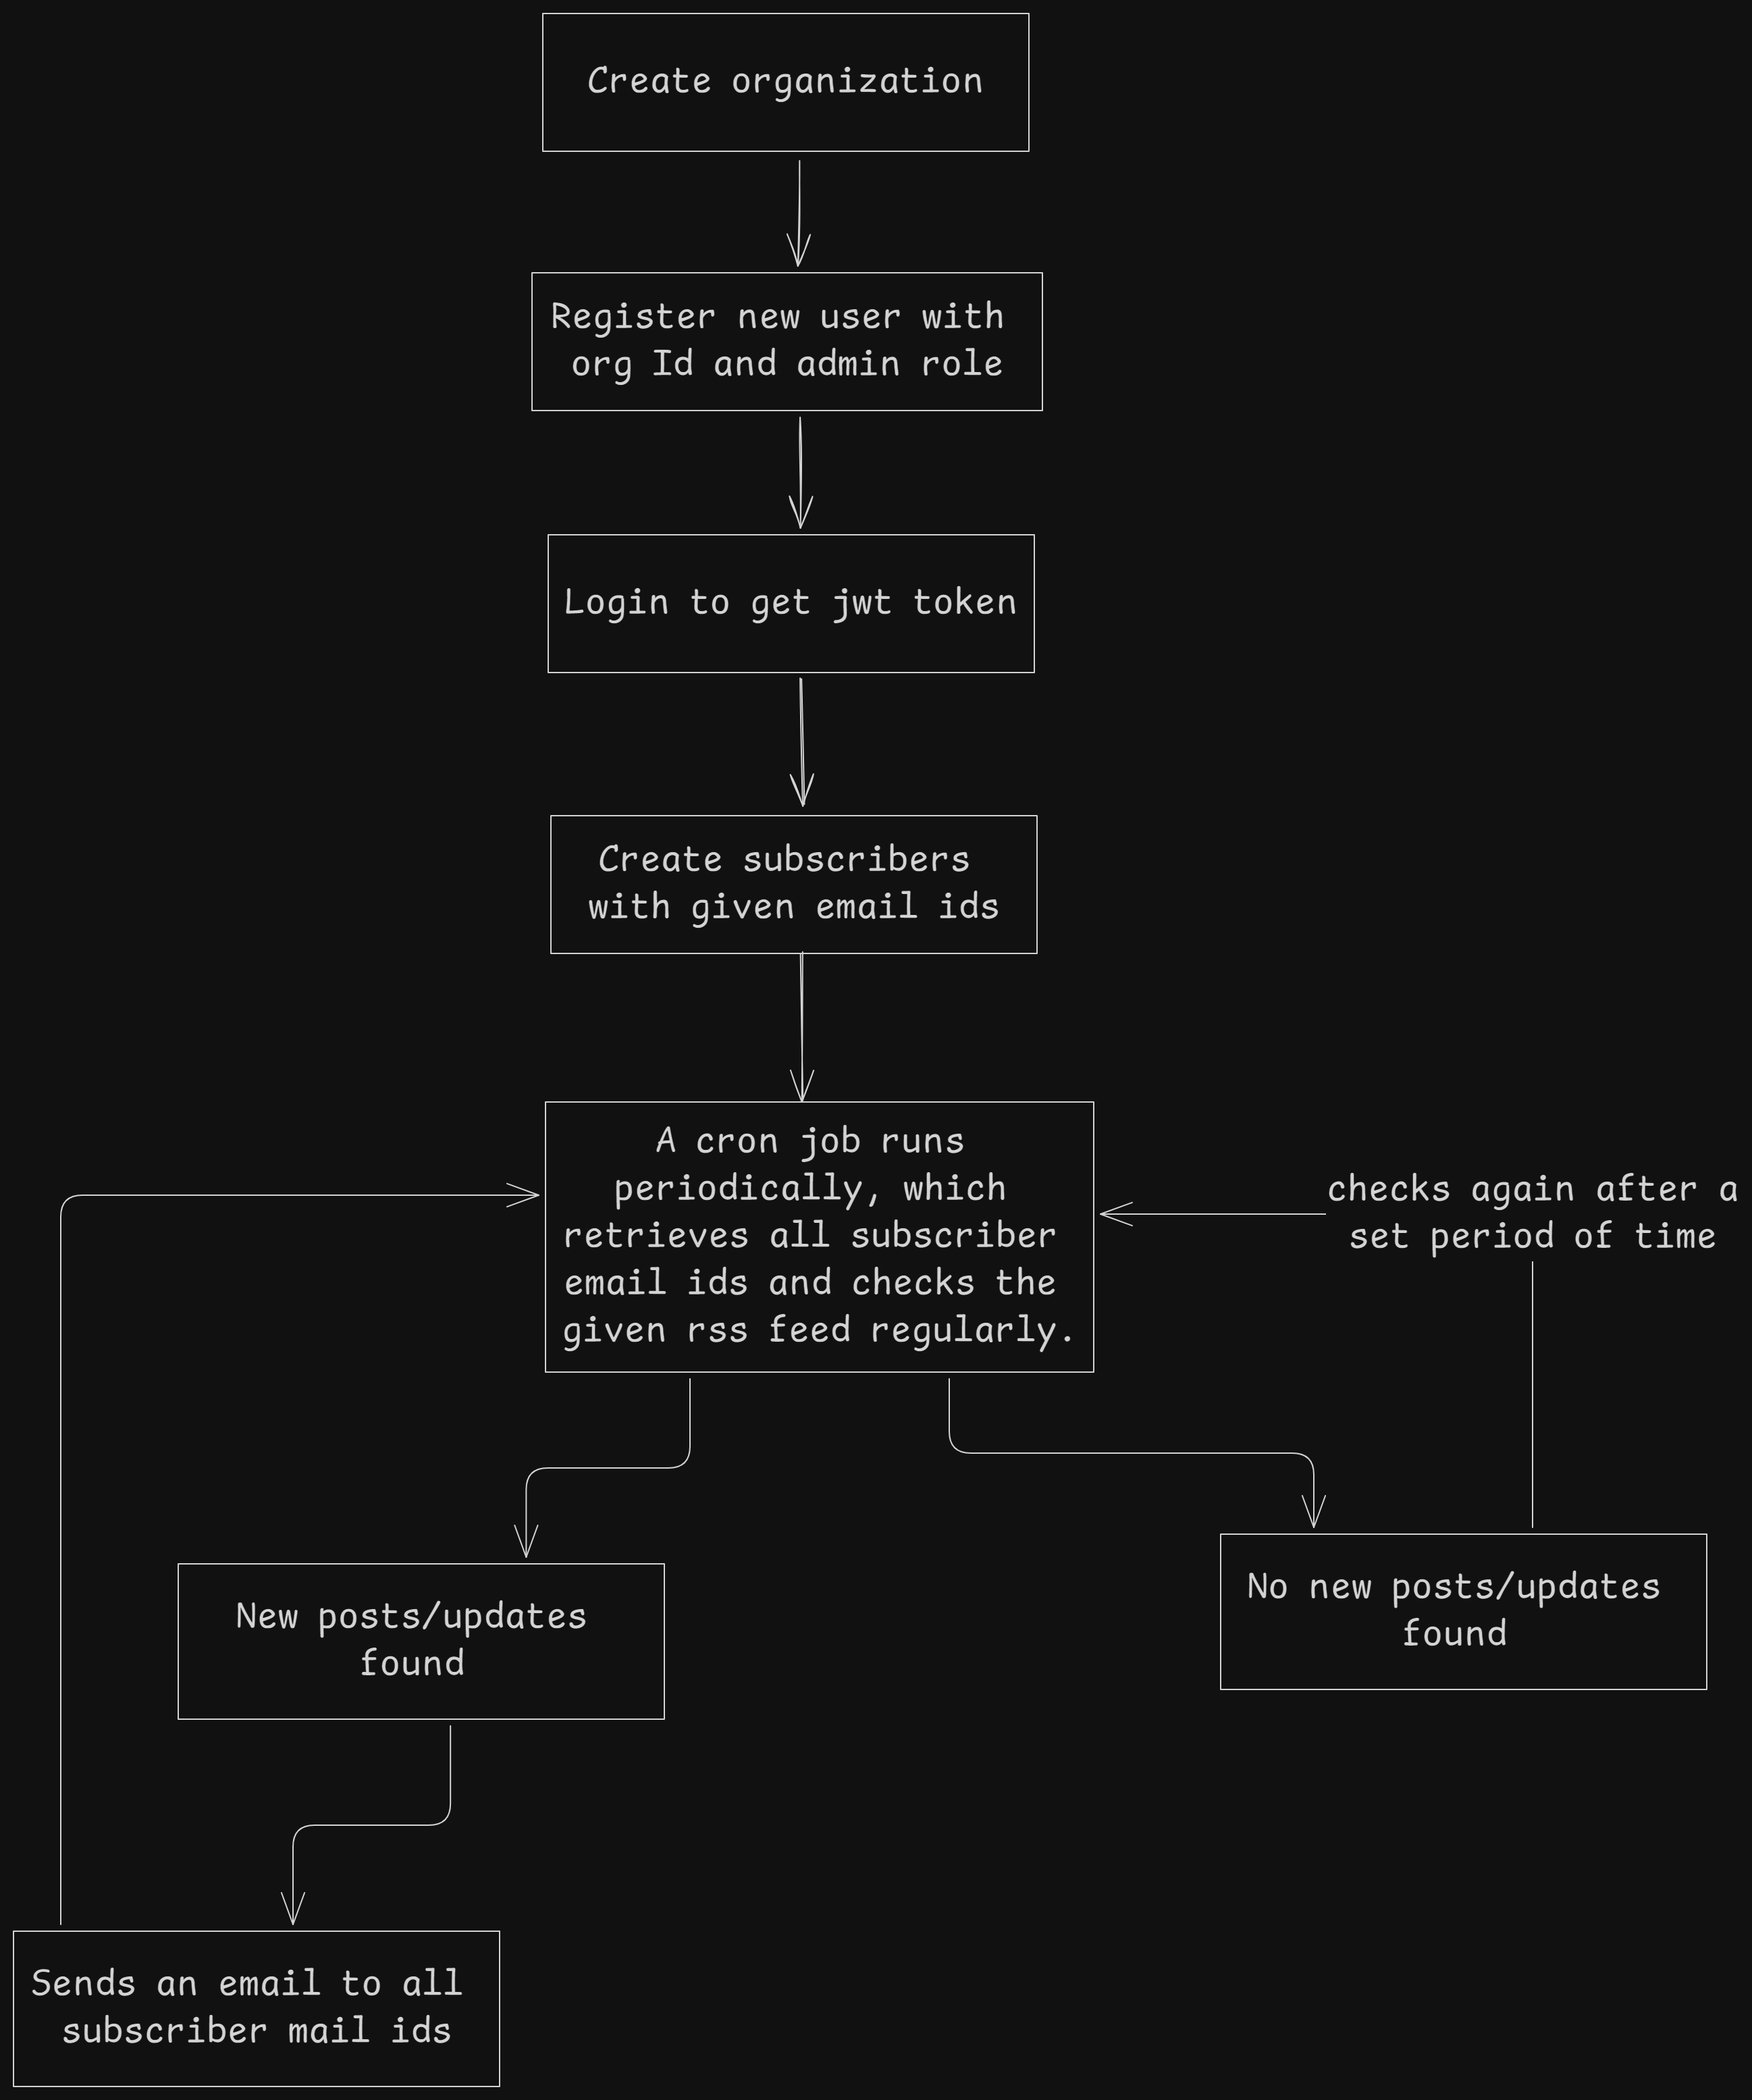 Create organization
Register new user with
org Id and admin role
Login to get jwt token
Create subscribers
with given email ids
A cron job runs
periodically, which
retrieves all subscriber
email ids and checks the
given rss feed regularly.
checks again after a
set period of time
New posts/updates
found
No new posts/updates
found
Sends an email to all
subscriber mail ids